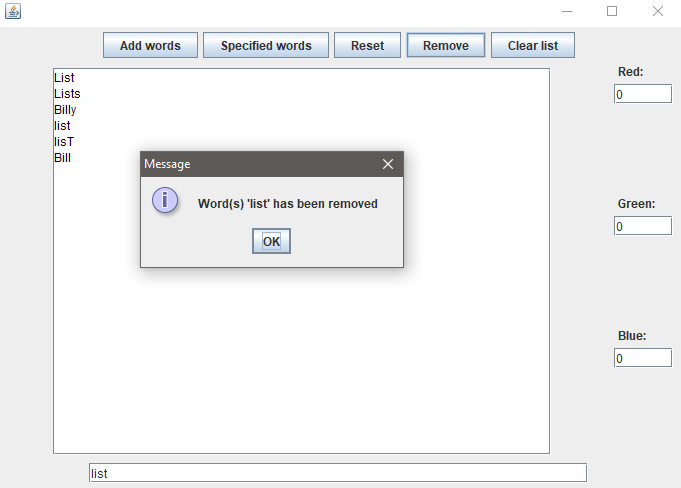 Add words Specified words Reset Remove Clear list
Red:
0
List
Lists
Billy
list
lisT
Bill
Message
Word(s) 'list' has been removed
OK
Green:
0
Blue:
0
list